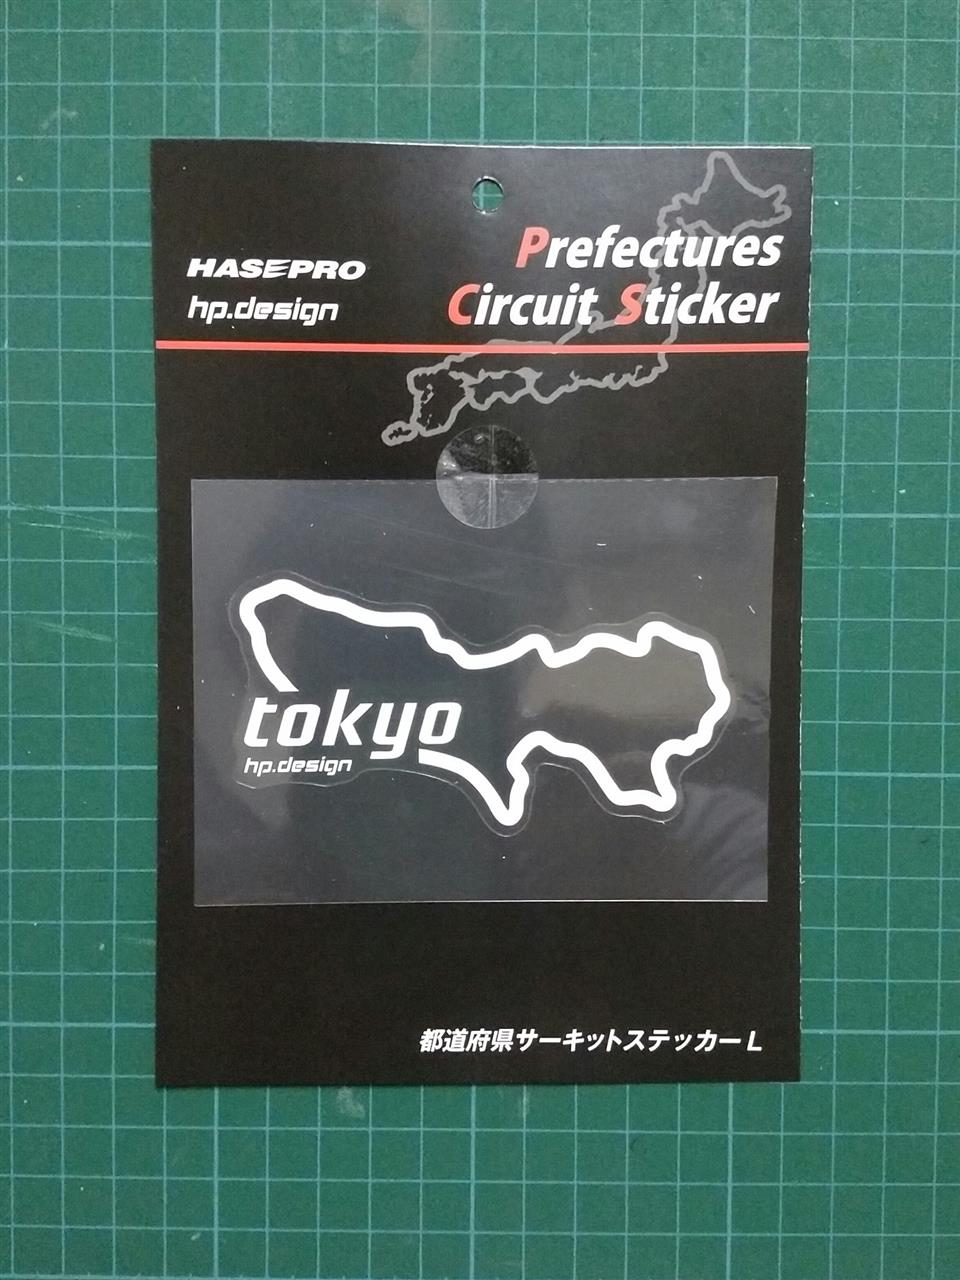 HASEPRO
hp.design
Prefectures
Circuit Sticker
tokyo
hp.design
都道府県サーキットステッカー L